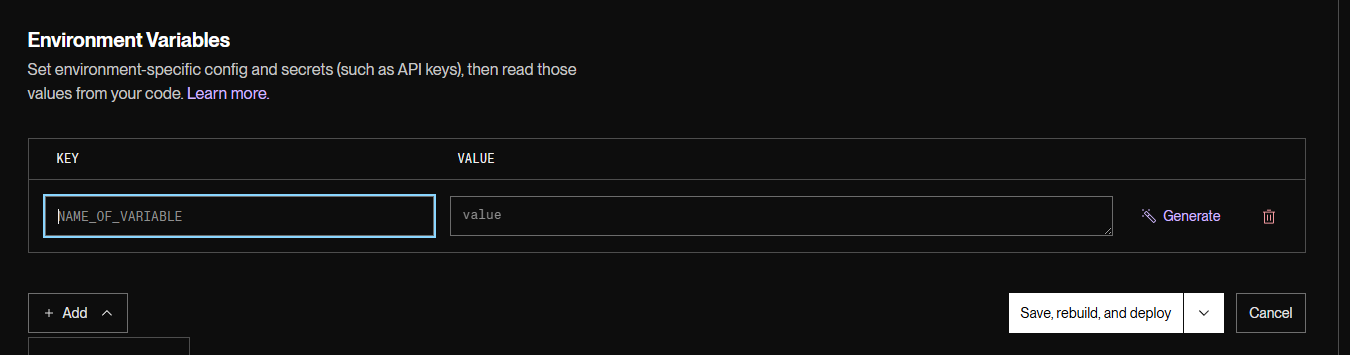 Environment Variables
Set environment-specific config and secrets (such as API keys), then read those
values from your code. Learn more.
KEY VALUE
NAME_OF_VARIABLE value Generate
+ Add Save, rebuild, and deploy Cancel